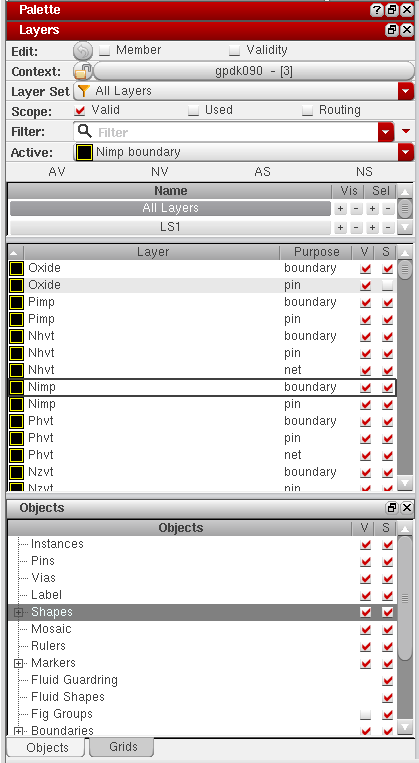 Palette
Layers
Edit: Member Validity
Context: gpdk090 - [3]
Layer Set All Layers
Scope: Valid Used Routing
Filter: Filter
Active: Nimp boundary
AV NV AS NS
Name Vis Sel
All Layers + - + -
LS1 + - + -
Layer Purpose V S
Oxide boundary
Oxide pin
Pimp boundary
Pimp pin
Nhvt boundary
Nhvt pin
Nhvt net
Nimp boundary
Nimp pin
Phvt boundary
Phvt pin
Phvt net
Nzvt boundary
Nzvt pin
Objects
Objects V S
Instances
Pins
Vias
Label
Shapes
Mosaic
Rulers
Markers
Fluid Guardring
Fluid Shapes
Fig Groups
Boundaries
Objects Grids